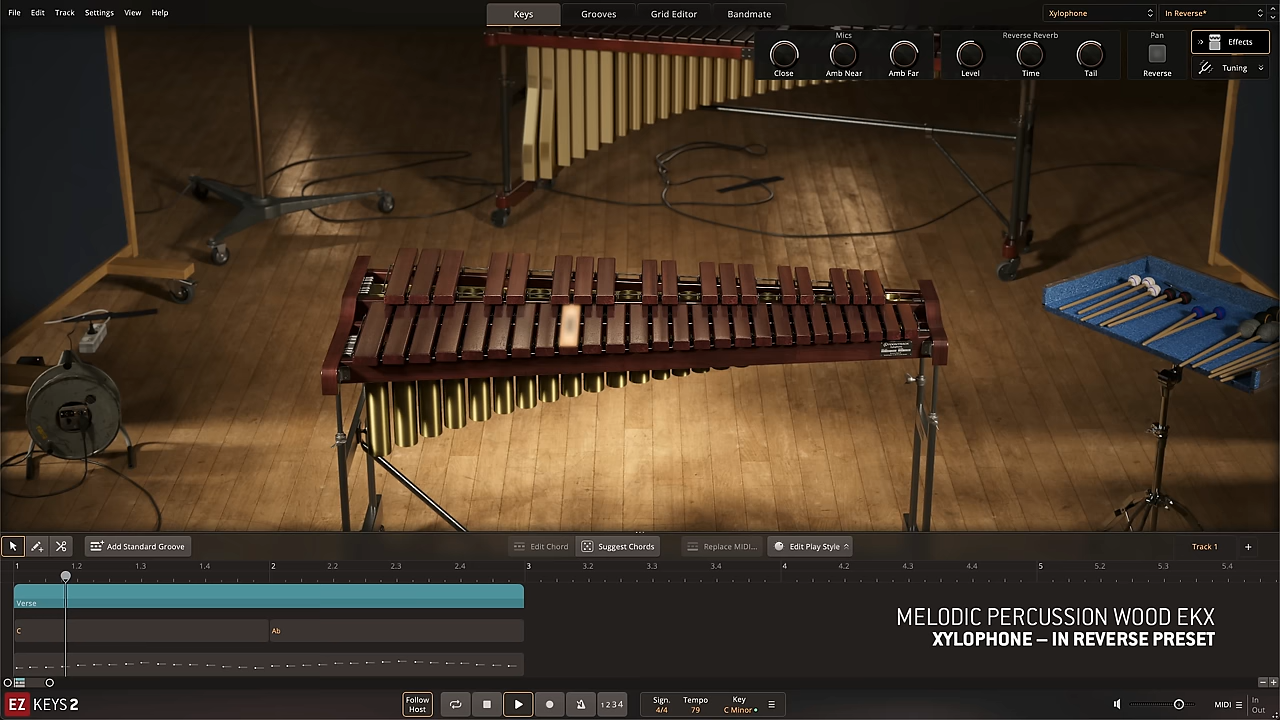 File Edit Track Settings View Help
Keys Grooves Grid Editor Bandmate
Xylophone In Reverse*
Mics
Close Amb Near Amb Far
Reverse Reverb
Level Time Tail
Pan
Reverse
Effects
Tuning
Add Standard Groove
Edit Chord Suggest Chords Replace MIDI... Edit Play Style
Track 1 +
1 1.2 1.3 1.4 2 2.2 2.3 2.4 3 3.2 3.3 3.4 4 4.2 4.3 4.4 5 5.2 5.3 5.4
Verse
C Ab
MELODIC PERCUSSION WOOD EKX
XYLOPHONE – IN REVERSE PRESET
EZ KEYS 2
Follow
Host
1 2 3 4
Sign. Tempo Key
4/4 79 C Minor
MIDI
In
Out